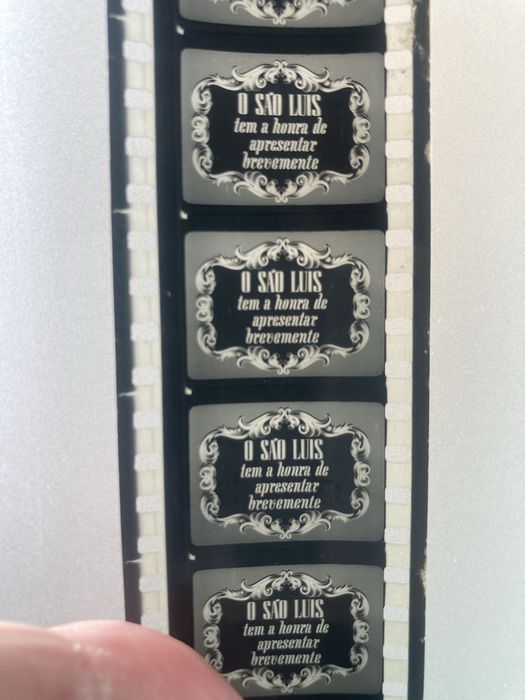 O SÃO LUIS
tem a honra de
apresentar
brevemente
O SÃO LUIS
tem a honra de
apresentar
brevemente
O SÃO LUIS
tem a honra de
apresentar
brevemente
O SÃO LUIS
tem a honra de
apresentar
brevemente